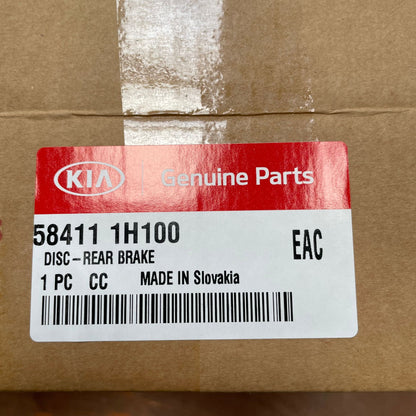 KIA Genuine Parts
58411 1H100
DISC-REAR BRAKE
EAC
1 PC CC MADE IN Slovakia